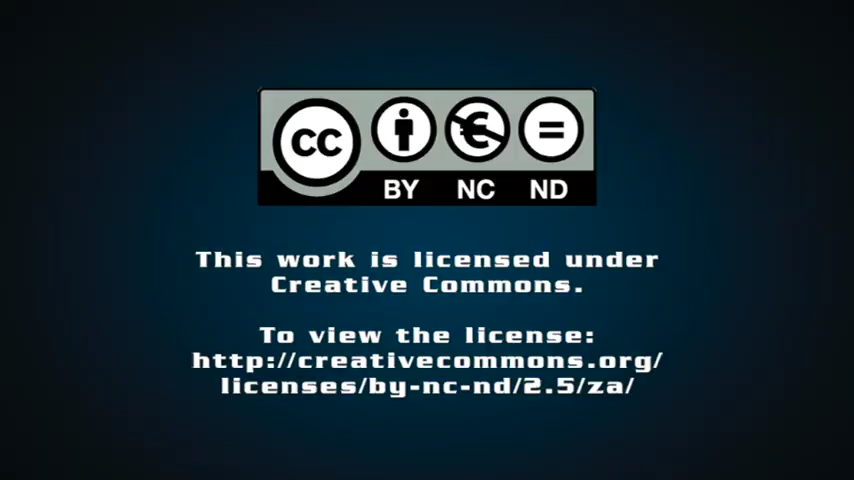 CC
BY NC ND
This work is licensed under
Creative Commons.
To view the license:
http://creativecommons.org/
licenses/by-nc-nd/2.5/za/